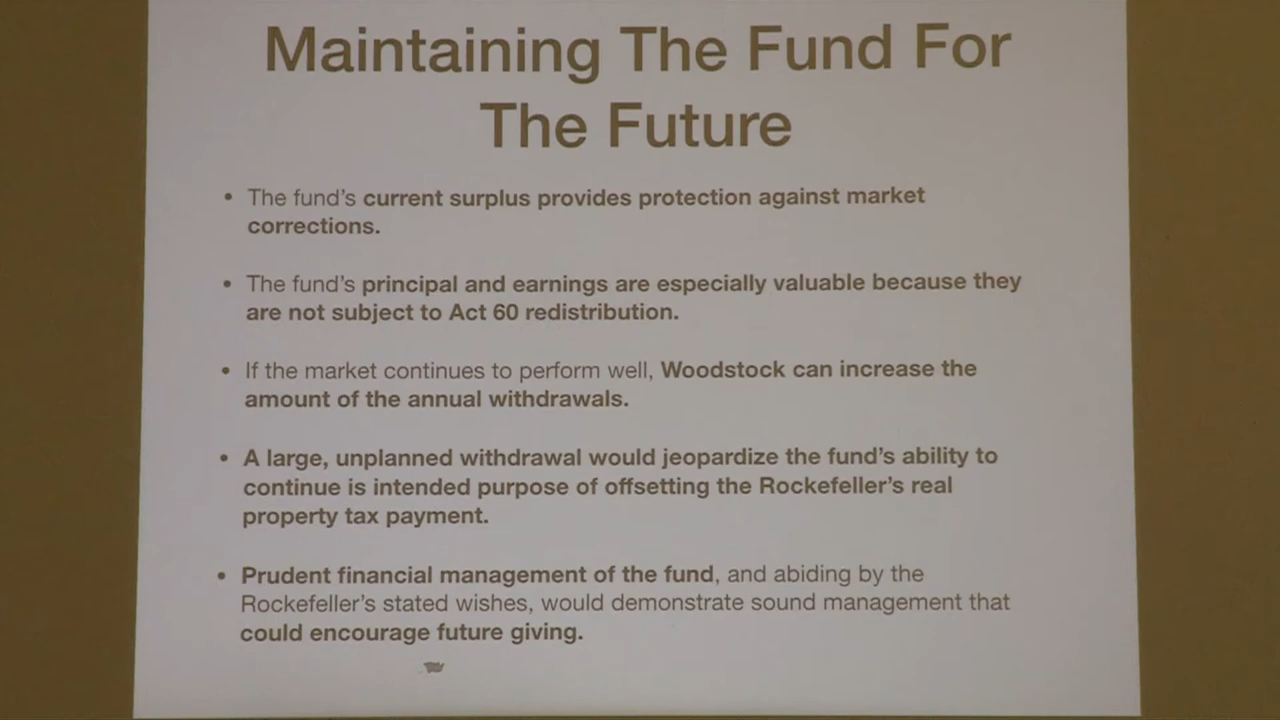 Maintaining The Fund For
The Future
• The fund's current surplus provides protection against market
corrections.
• The fund's principal and earnings are especially valuable because they
are not subject to Act 60 redistribution.
• If the market continues to perform well, Woodstock can increase the
amount of the annual withdrawals.
• A large, unplanned withdrawal would jeopardize the fund's ability to
continue is intended purpose of offsetting the Rockefeller's real
property tax payment.
• Prudent financial management of the fund, and abiding by the
Rockefeller's stated wishes, would demonstrate sound management that
could encourage future giving.